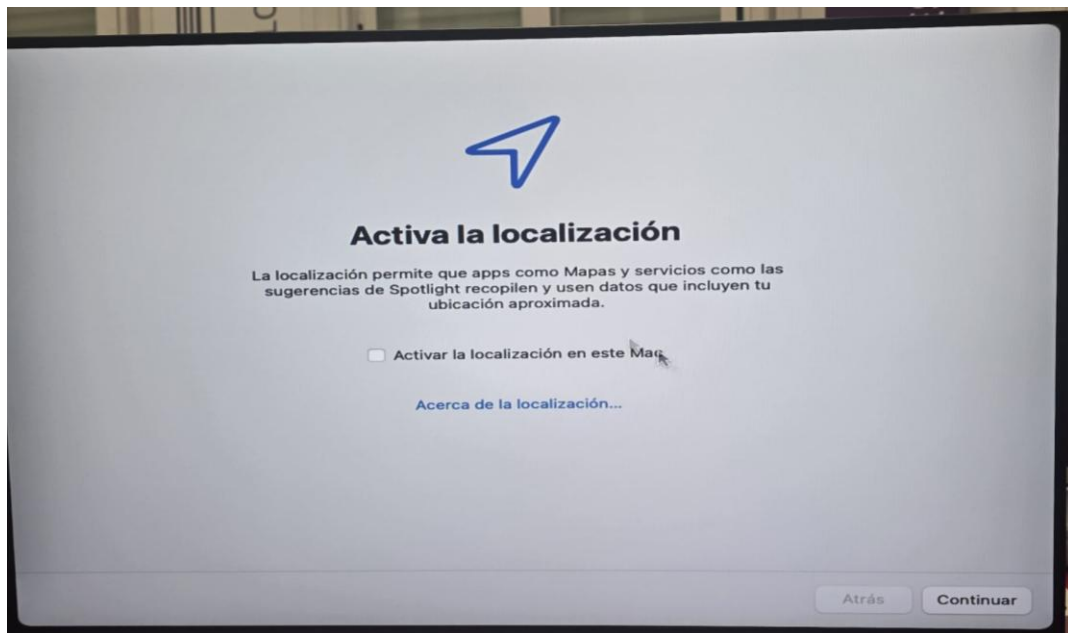 Activa la localización
La localización permite que apps como Mapas y servicios como las
sugerencias de Spotlight recopilen y usen datos que incluyen tu
ubicación aproximada.
Activar la localización en este Mac
Acerca de la localización...
Atrás
Continuar